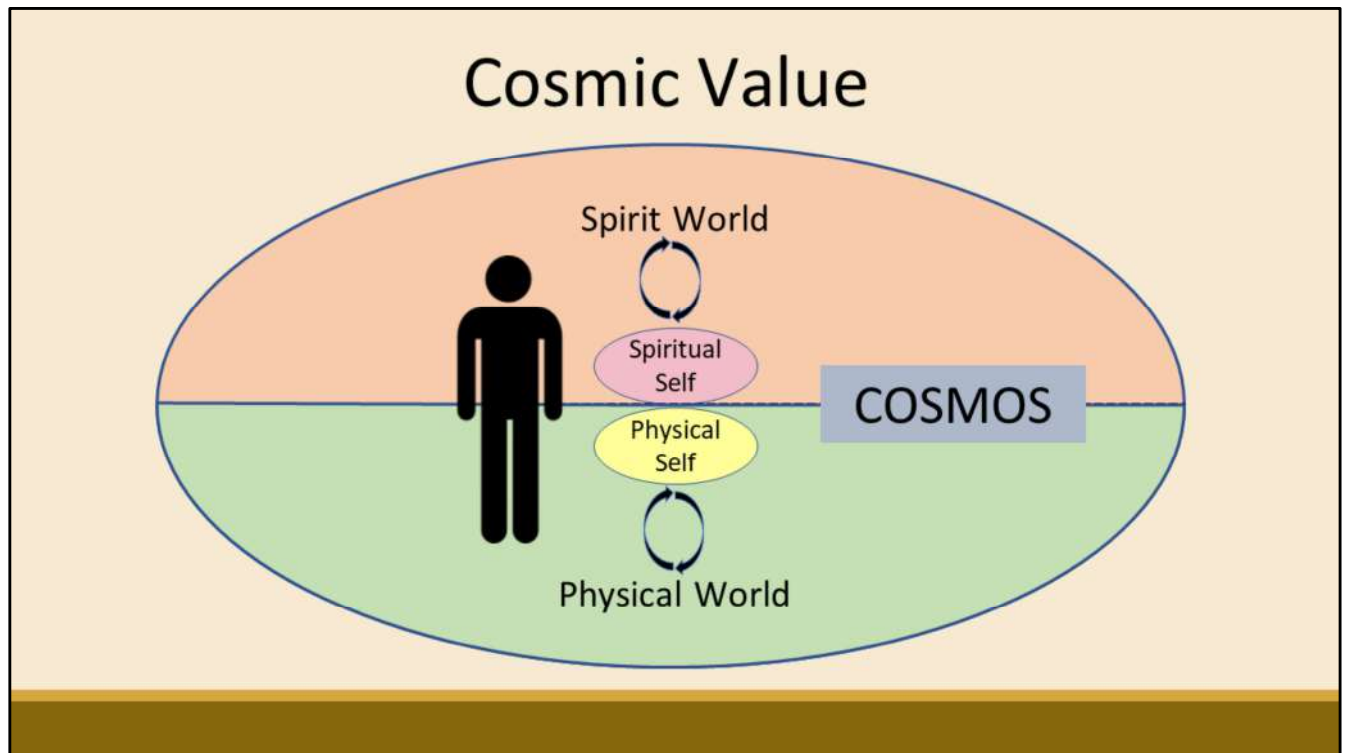 Cosmic Value
Spirit World
Spiritual
Self
COSMOS
Physical
Self
Physical World